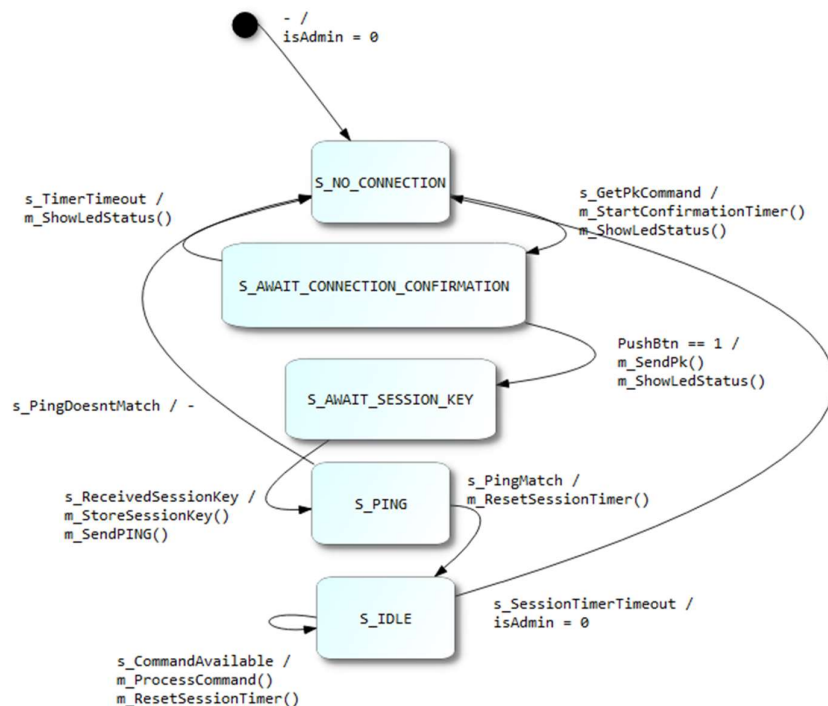 - /
isAdmin = 0
S_NO_CONNECTION
s_TimerTimeout /
m_ShowLedStatus()
s_GetPkCommand /
m_StartConfirmationTimer()
m_ShowLedStatus()
S_AWAIT_CONNECTION_CONFIRMATION
PushBtn == 1 /
m_SendPk()
m_ShowLedStatus()
S_AWAIT_SESSION_KEY
s_PingDoesntMatch / -
s_ReceivedSessionKey /
m_StoreSessionKey()
m_SendPING()
S_PING
s_PingMatch /
m_ResetSessionTimer()
S_IDLE
s_SessionTimerTimeout /
isAdmin = 0
s_CommandAvailable /
m_ProcessCommand()
m_ResetSessionTimer()